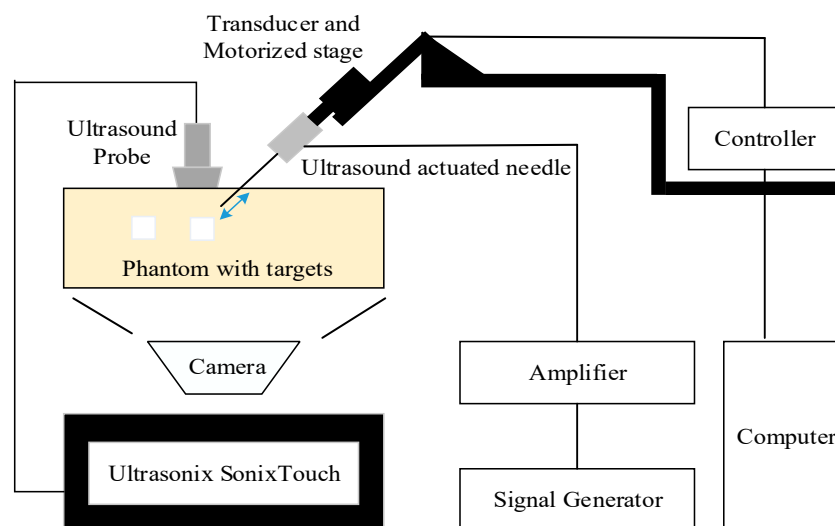 Transducer and
Motorized stage
Ultrasound
Probe
Controller
Ultrasound actuated needle
Phantom with targets
Camera
Amplifier
Computer
Ultrasonix SonixTouch
Signal Generator